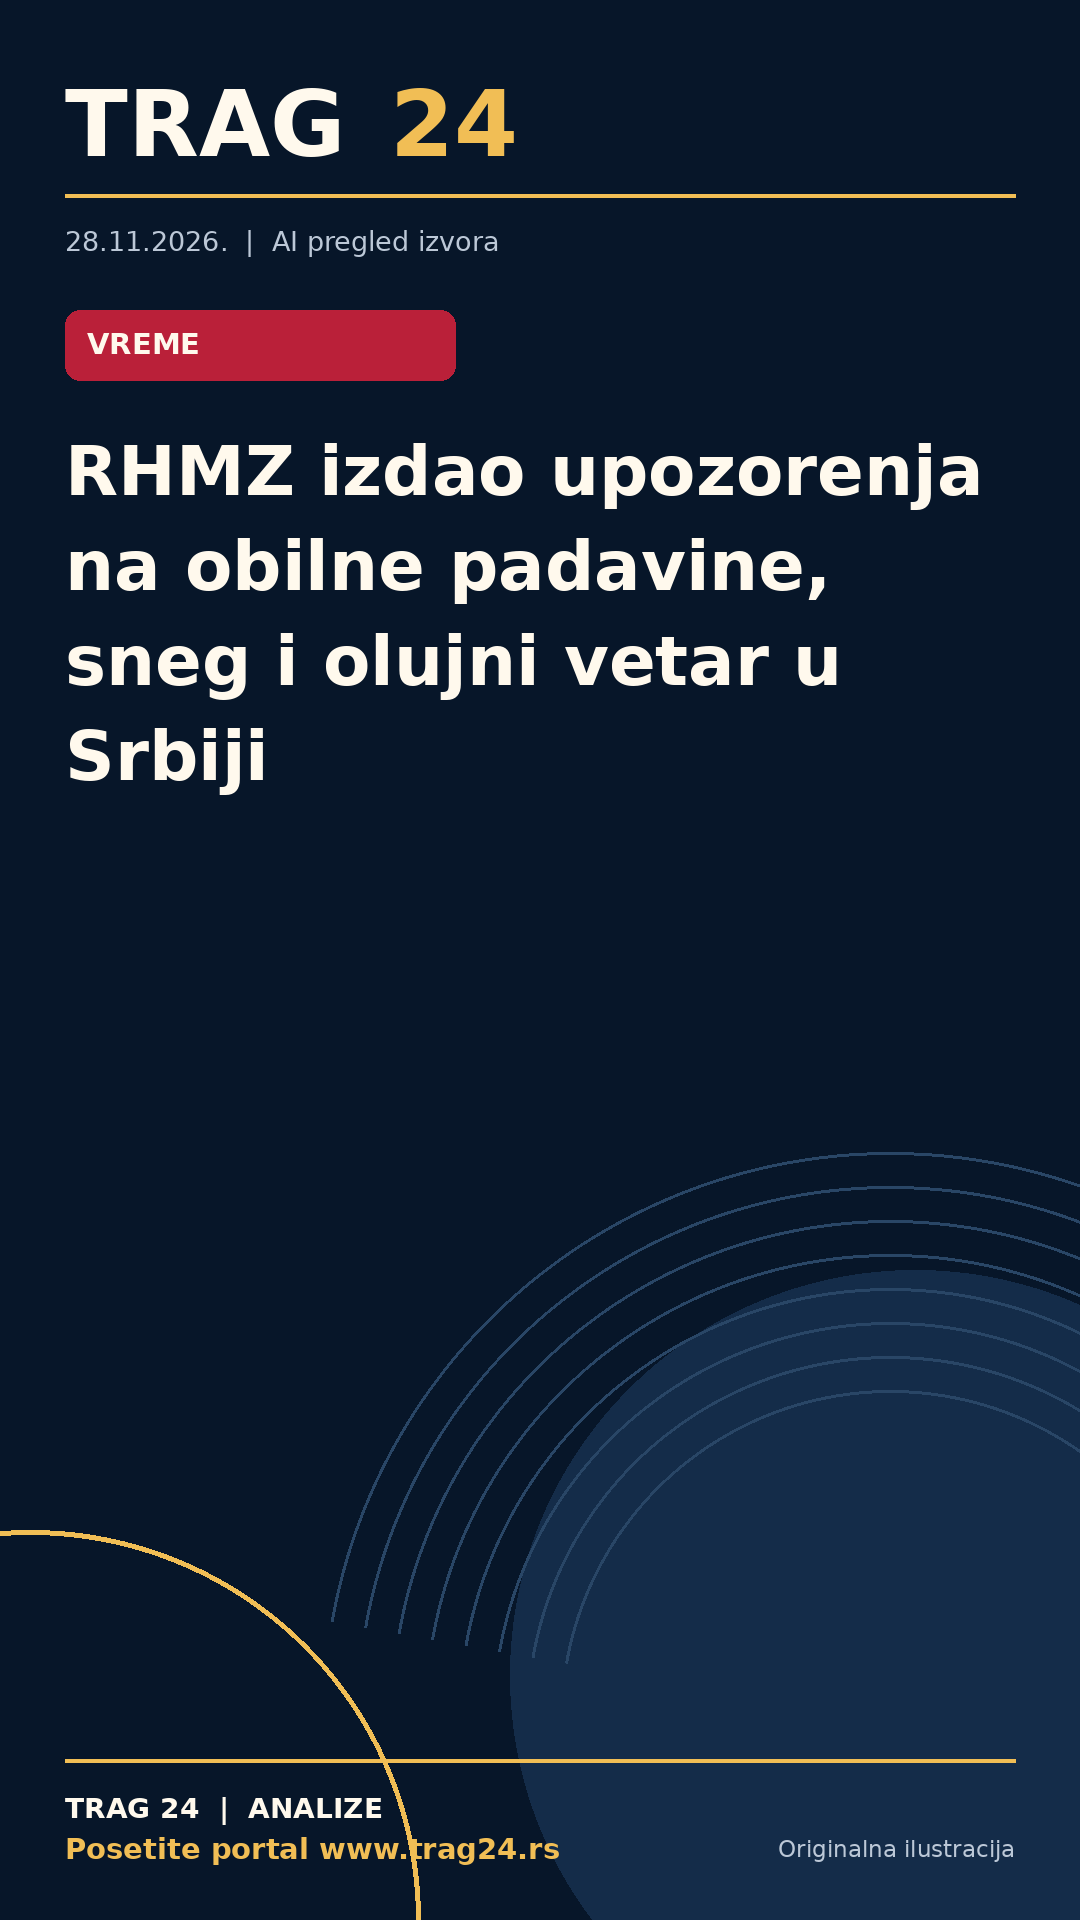 TRAG 24
28.11.2026. | AI pregled izvora
VREME
RHMZ izdao upozorenja
na obilne padavine,
sneg i olujni vetar u
Srbiji
TRAG 24 | ANALIZE
Posetite portal www.trag24.rs
Originalna ilustracija